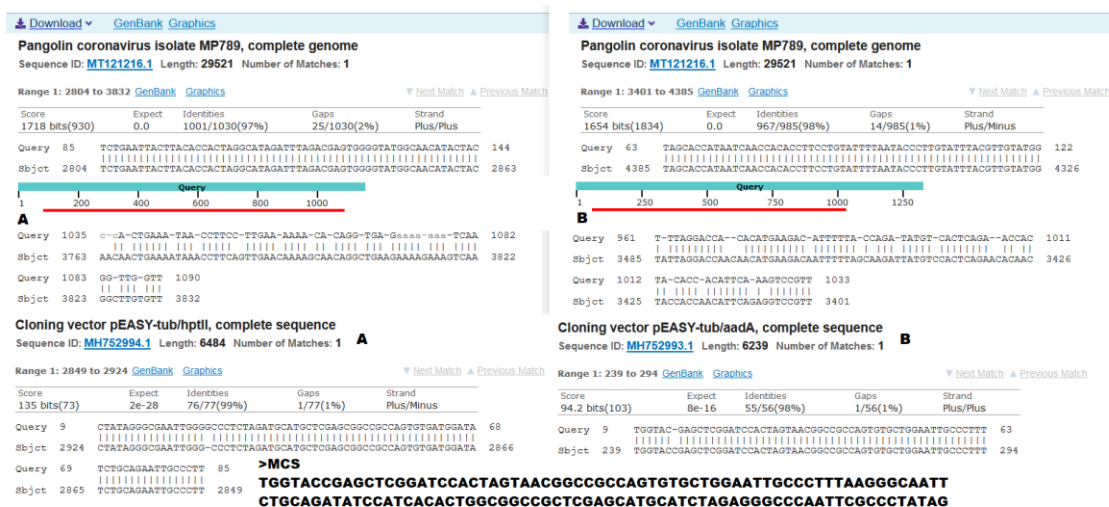 Download GenBank Graphics
Pangolin coronavirus isolate MP789, complete genome
Sequence ID: MT121216.1 Length: 29521 Number of Matches: 1
Range 1: 2804 to 3832 GenBank Graphics Next Match Previous Match
Score Expect Identities Gaps Strand
1718 bits(930) 0.0 1001/1030(97%) 25/1030(2%) Plus/Plus
Query 85 TCTGAATTACTTACACCACTAGGCATAGATTTAGACGAGTGGGGTATGGCAACATACTAC 144
Sbjct 2804 TCTGAATTACTTACACCACTAGGCATAGATTTAGACGAGTGGGGTATGGCAACATACTAC 2863
Query
1 200 400 600 800 1000
A
Query 1035 c-cA-CTGAAA-TAA-CCTTCC-TTGAA-AAAA-CA-CAGG-TGA-Gaaaa-aaa-TCAA 1082
Sbjct 3763 AACAACTGAAAATAAACCTTCAGTTGAACAAAAGCAACAGGCTGAAGAAAAGAAAGTCAA 3822
Query 1083 GG-TTG-GTT 1090
Sbjct 3823 GGCTTGTGTT 3832
Cloning vector pEASY-tub/hptII, complete sequence
A
Sequence ID: MH752994.1 Length: 6484 Number of Matches: 1
Range 1: 2849 to 2924 GenBank Graphics Next Match Previous Match
Score Expect Identities Gaps Strand
135 bits(73) 2e-28 76/77(99%) 1/77(1%) Plus/Minus
Query 9 CTATAGGGCGAATTGGGGCCCTCTAGATGCATGCTCGAGCGGCCGCCAGTGTGATGGATA 68
Sbjct 2924 CTATAGGGCGAATTGGG-CCCTCTAGATGCATGCTCGAGCGGCCGCCAGTGTGATGGATA 2866
Query 69 TCTGCAGAATTGCCCTT 85
Sbjct 2865 TCTGCAGAATTGCCCTT 2849
Download GenBank Graphics
Pangolin coronavirus isolate MP789, complete genome
Sequence ID: MT121216.1 Length: 29521 Number of Matches: 1
Range 1: 3401 to 4385 GenBank Graphics Next Match Previous Match
Score Expect Identities Gaps Strand
1654 bits(1834) 0.0 967/985(98%) 14/985(1%) Plus/Minus
Query 63 TAGCACCATAATCAACCACACCTTCCTGTATTTTAATACCCTTGTATTTACGTTGTATGG 122
Sbjct 4385 TAGCACCATAATCAACCACACCTTCCTGTATTTTAATACCCTTGTATTTACGTTGTATGG 4326
Query
1 250 500 750 1000 1250
B
Query 961 T-TTAGGACCA--CACATGAAGAC-ATTTTTA-CCAGA-TATGT-CACTCAGA--ACCAC 1011
Sbjct 3485 TATTAGGACCAACAACATGAAGACAATTTTTAGCAAGATTATGTCCACTCAGAACACAAC 3426
Query 1012 TA-CACC-ACATTCA-AAGTCCGTT 1033
Sbjct 3425 TACCACCAACATTCAGAGGTCCGTT 3401
Cloning vector pEASY-tub/aadA, complete sequence
B
Sequence ID: MH752993.1 Length: 6239 Number of Matches: 1
Range 1: 239 to 294 GenBank Graphics Next Match Previous Match
Score Expect Identities Gaps Strand
94.2 bits(103) 8e-16 55/56(98%) 1/56(1%) Plus/Plus
Query 9 TGGTAC-GAGCTCGGATCCACTAGTAACGGCCGCCAGTGTGCTGGAATTGCCCTTT 63
Sbjct 239 TGGTACCGAGCTCGGATCCACTAGTAACGGCCGCCAGTGTGCTGGAATTGCCCTTT 294
>MCS
TGGTACCGAGCTCGGATCCACTAGTAACGGCCGCCAGTGTGCTGGAATTGCCCTTTAAGGGCAATT
CTGCAGATATCCATCACACTGGCGGCCGCTCGAGCATGCATCTAGAGGGCCCAATTCGCCCTATAG